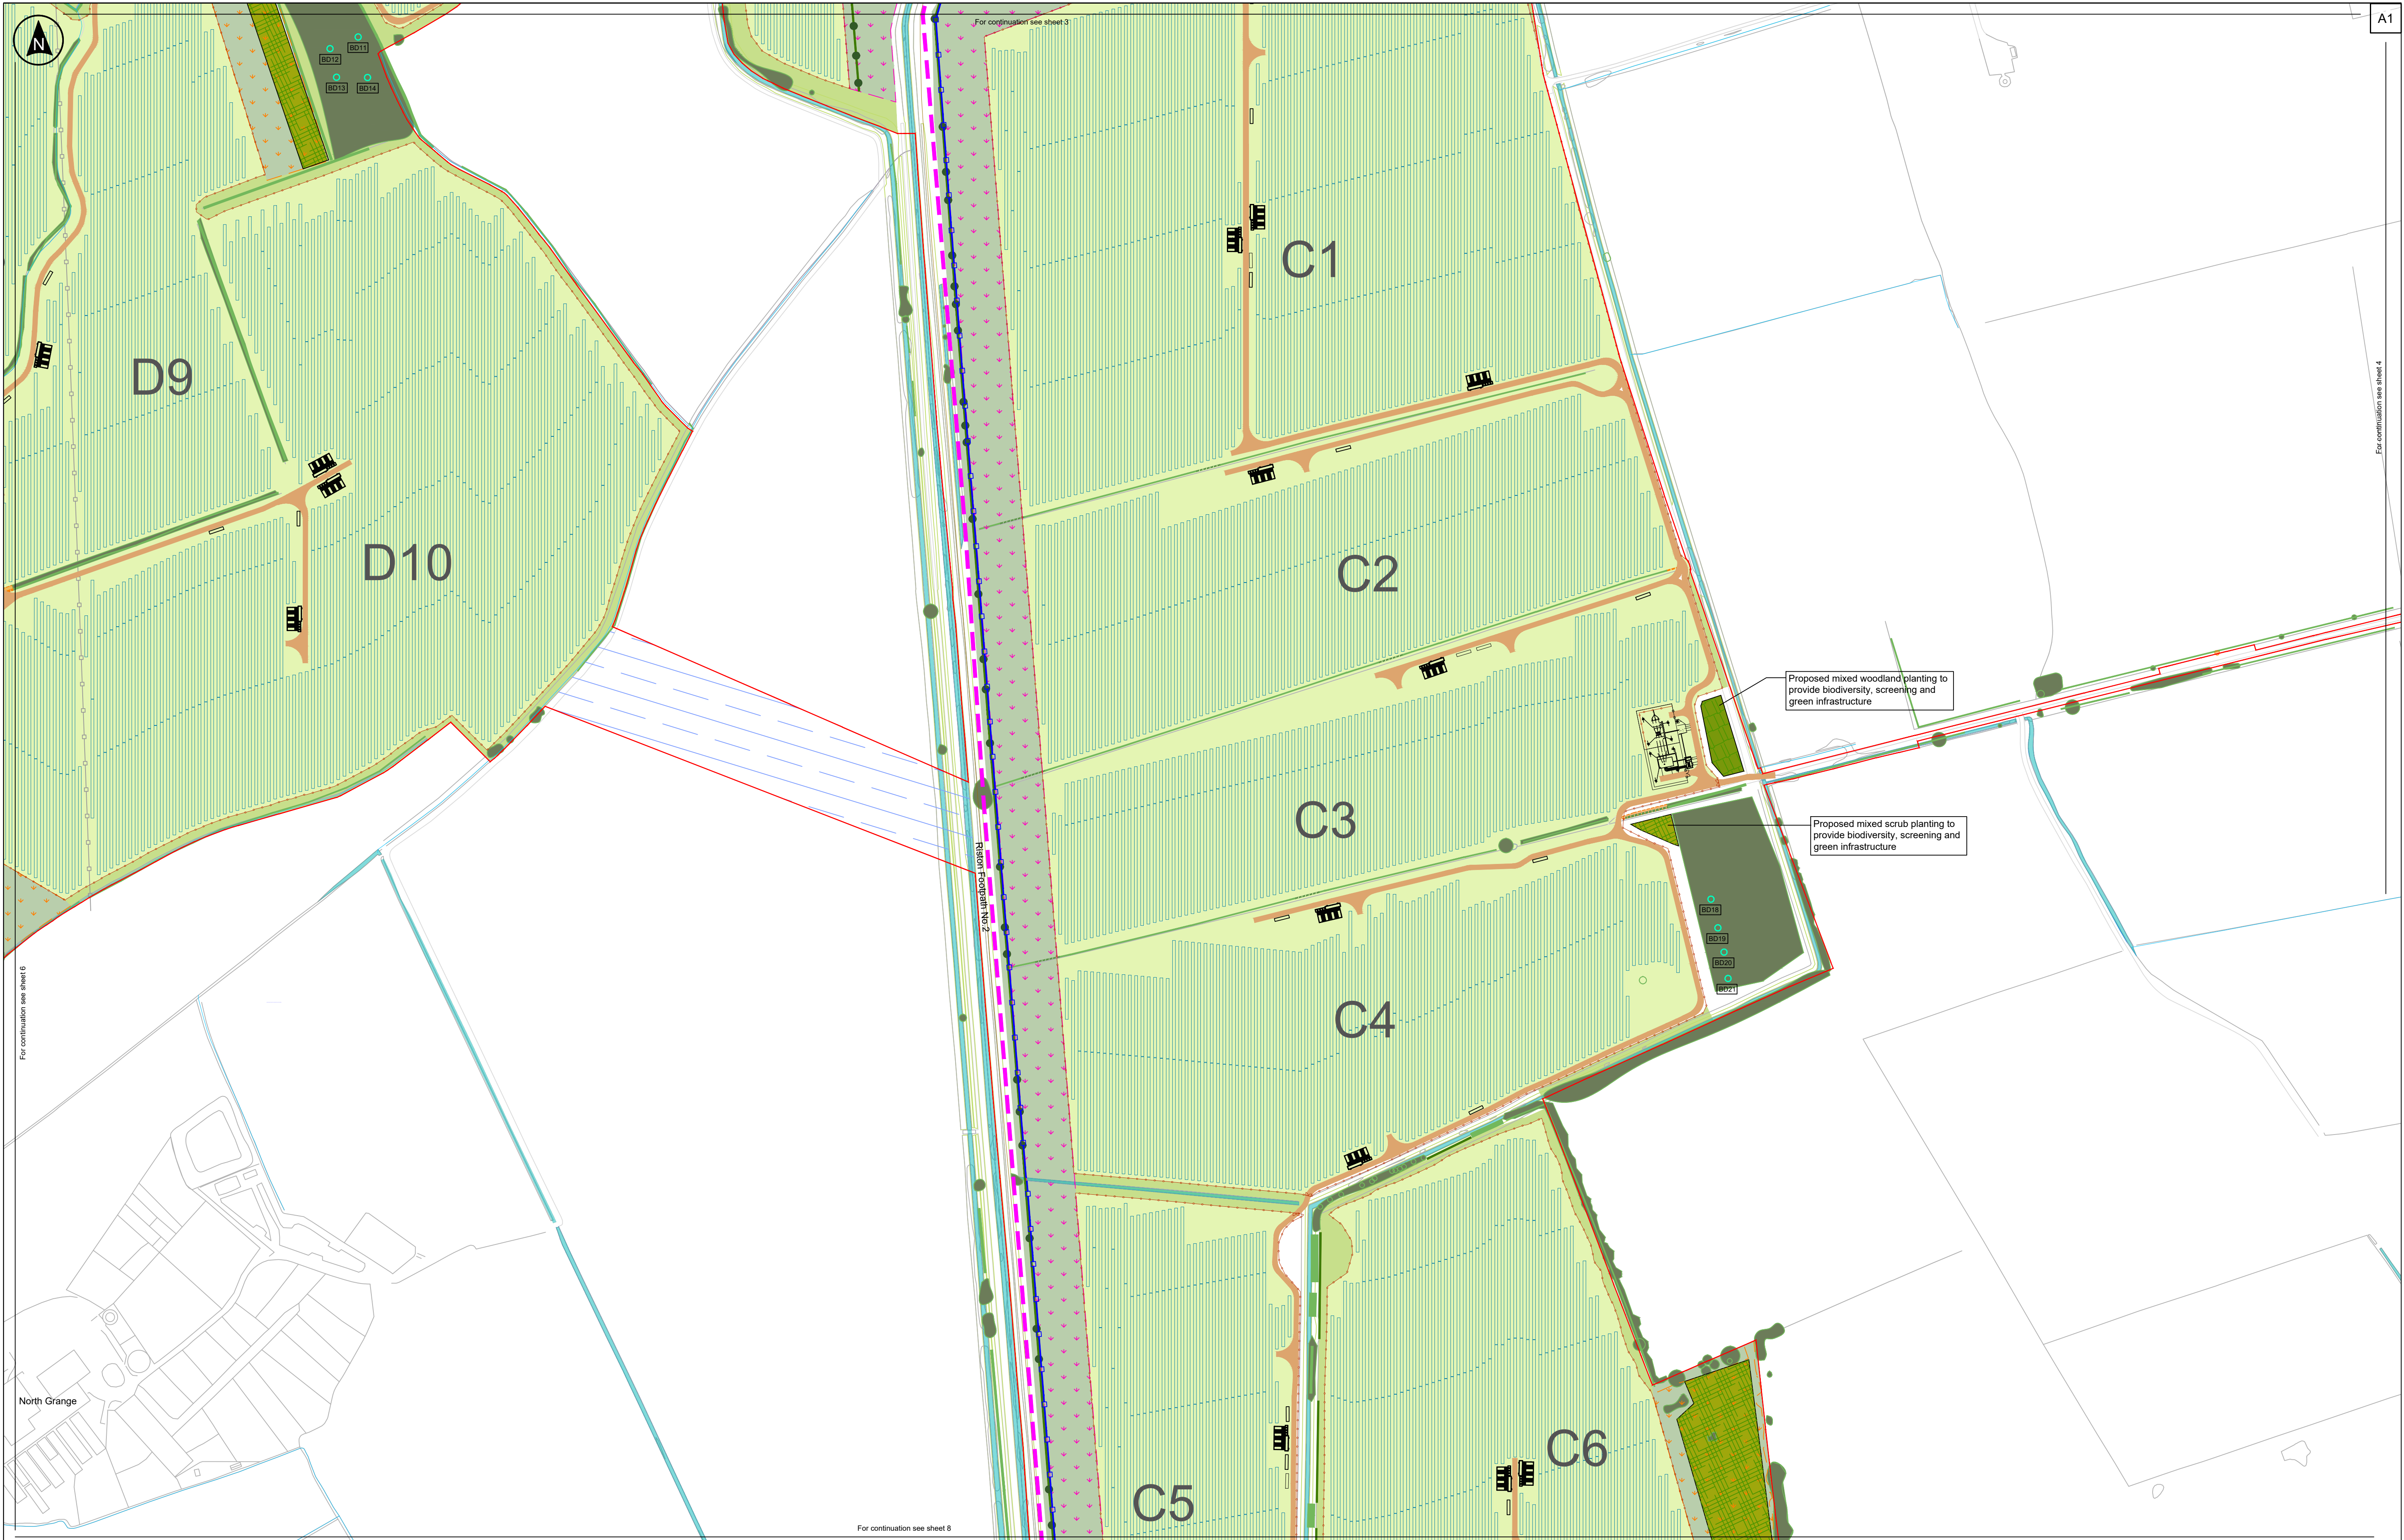 For continuation see sheet 3
A1
N
BD11
BD12
BD13
BD14
C1
D9
For continuation see sheet 4
D10
C2
Proposed mixed woodland planting to
provide biodiversity, screening and
green infrastructure
C3
Proposed mixed scrub planting to
provide biodiversity, screening and
green infrastructure
Riston Footpath No.2
BD18
BD19
BD20
BD21
For continuation see sheet 6
C4
North Grange
C6
C5
For continuation see sheet 8